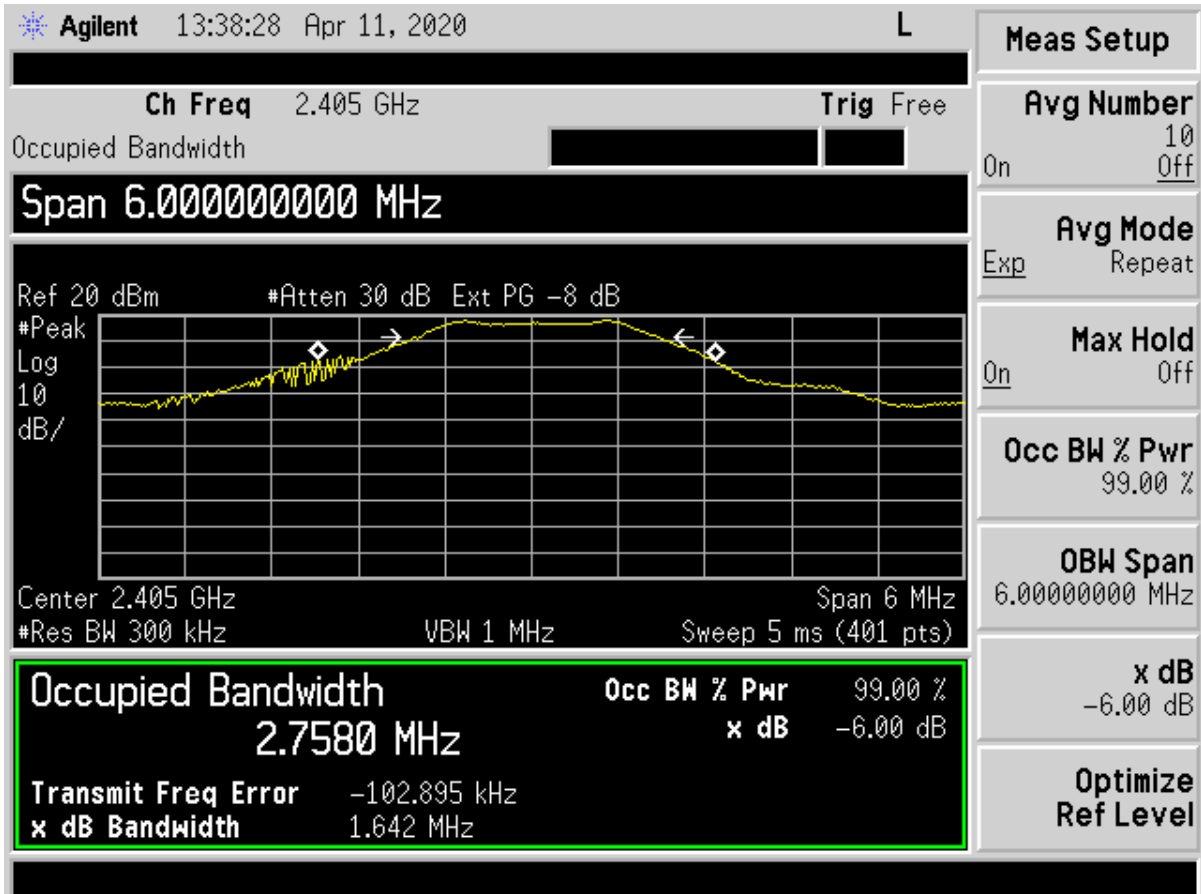 Agilent 13:38:28 Apr 11, 2020 L
Ch Freq 2.405 GHz Trig Free
Occupied Bandwidth
Span 6.000000000 MHz
Ref 20 dBm #Atten 30 dB Ext PG -8 dB
#Peak
Log
10
dB/
Center 2.405 GHz Span 6 MHz
#Res BW 300 kHz VBW 1 MHz Sweep 5 ms (401 pts)
Occupied Bandwidth Occ BW % Pwr 99.00 %
2.7580 MHz x dB -6.00 dB
Transmit Freq Error -102.895 kHz
x dB Bandwidth 1.642 MHz
Meas Setup
Avg Number
10
On Off
Avg Mode
Exp Repeat
Max Hold
On Off
Occ BW % Pwr
99.00 %
OBW Span
6.00000000 MHz
x dB
-6.00 dB
Optimize
Ref Level